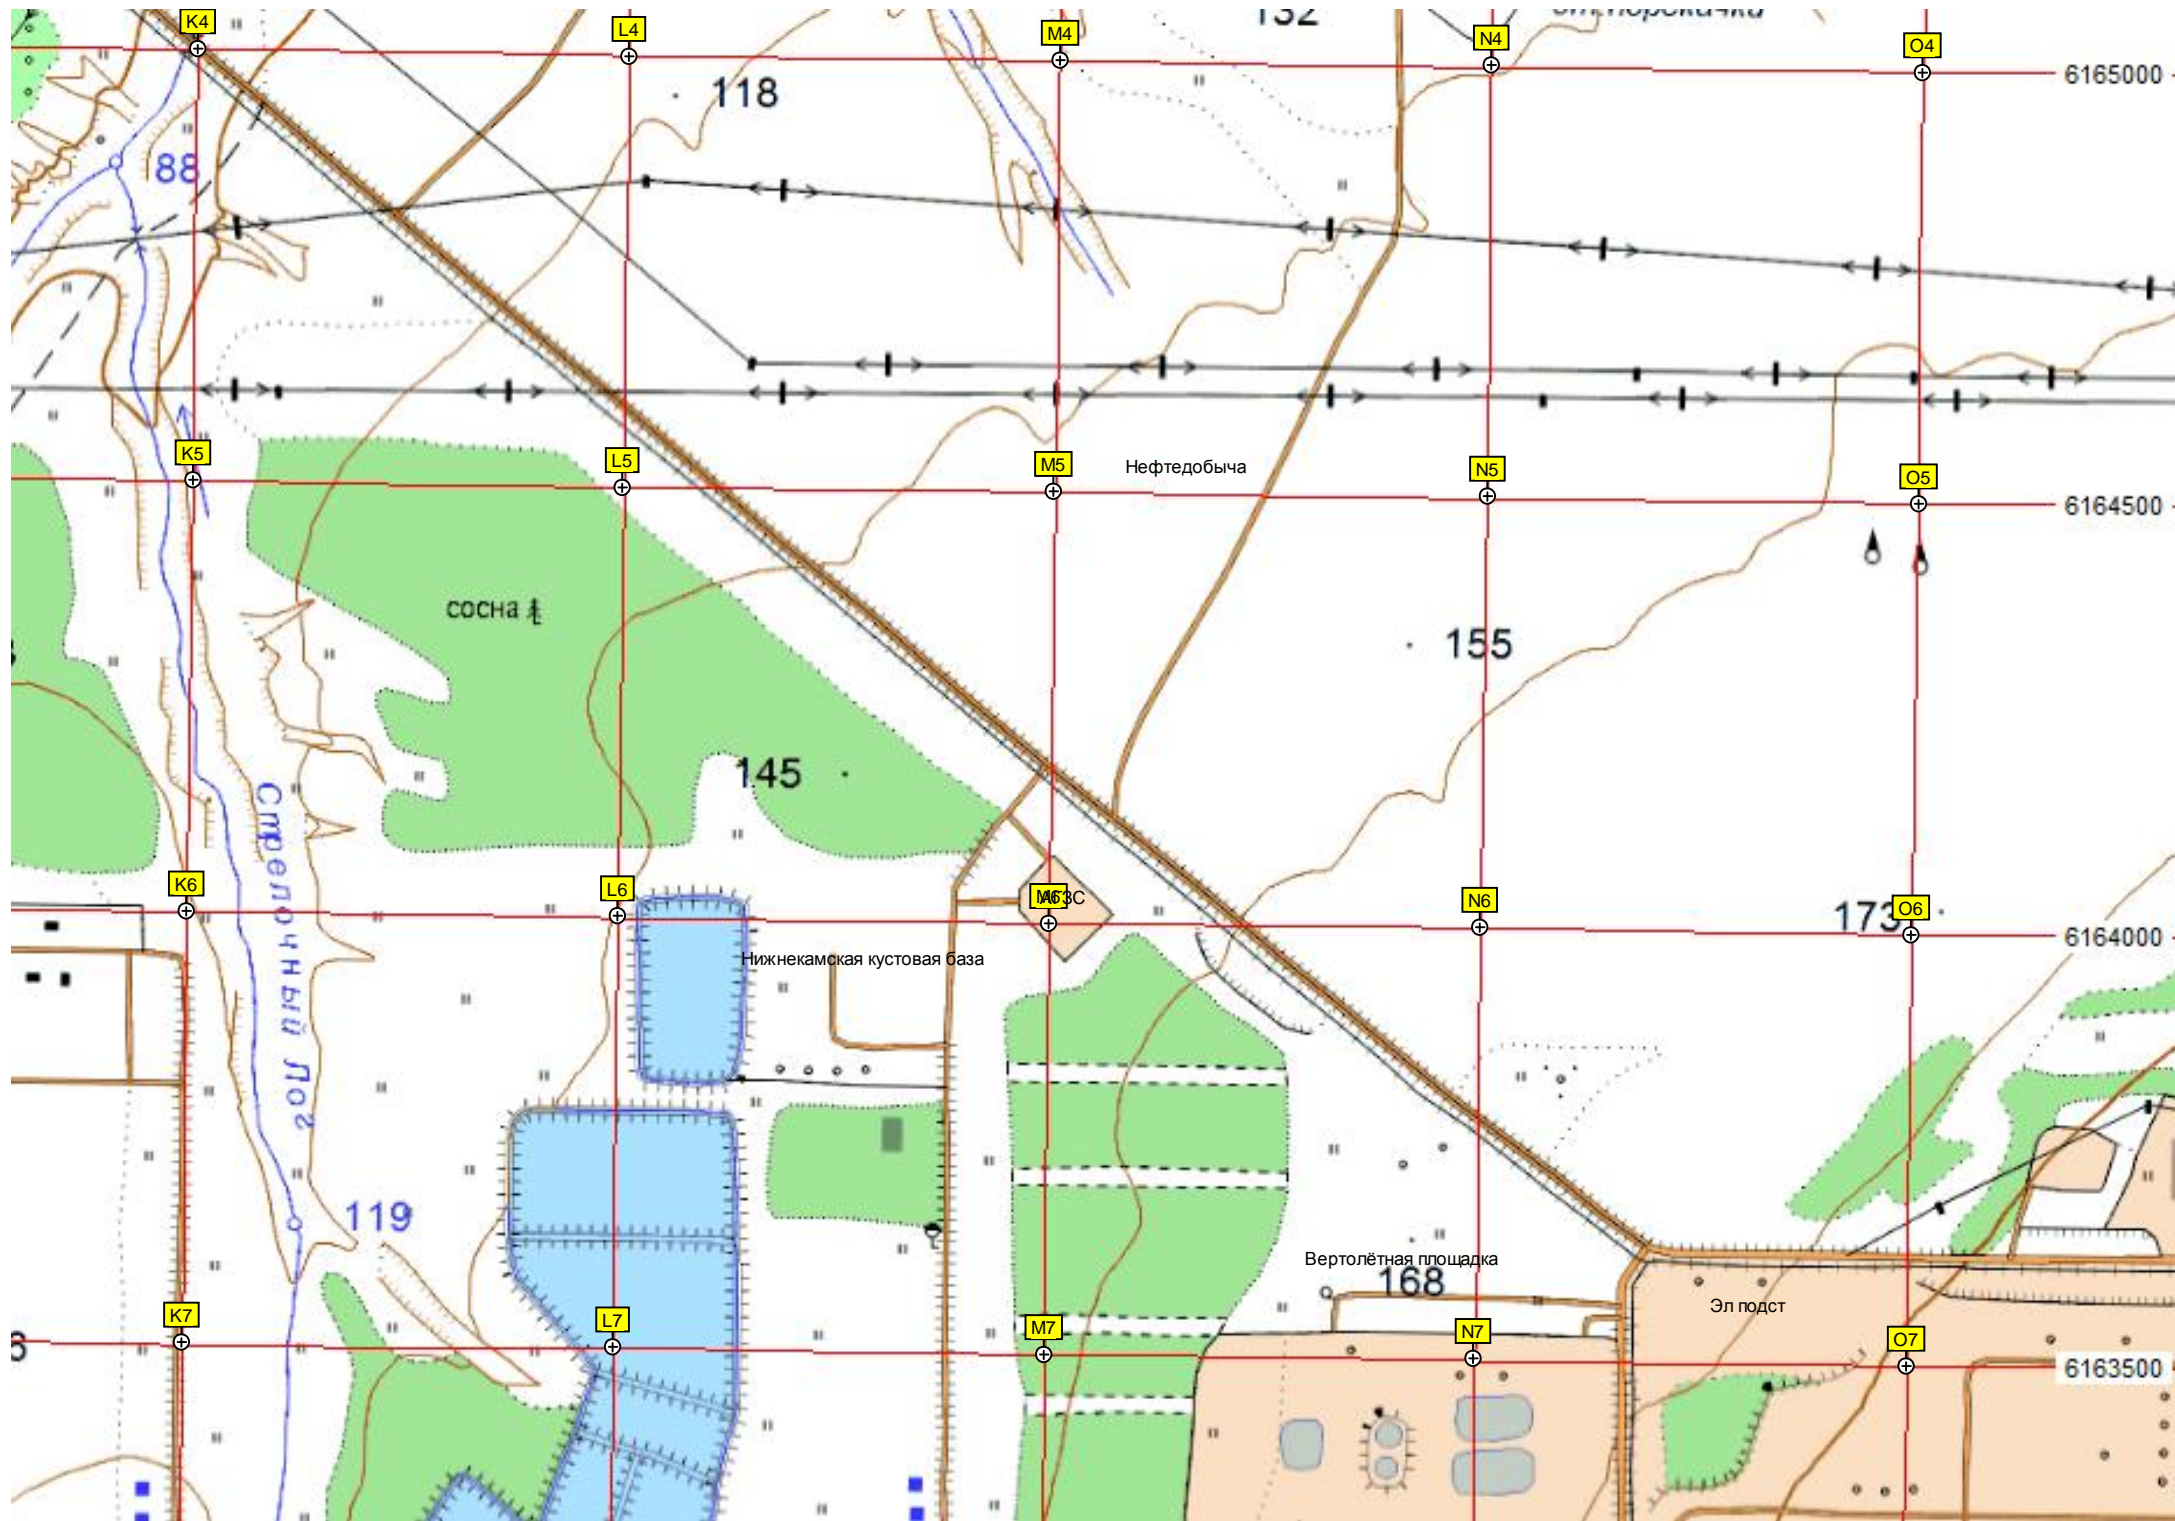 132
K4
L4
M4
N4
O4
6165000
118
88
K5
L5
M5
Нефтедобыча
N5
O5
6164500
сосна
155
145
Стрелочный Лог
K6
L6
N6
173
O6
6164000
Нижнекамская кустовая база
119
Вертолётная площадка
168
Эл подст
K7
L7
M7
N7
O7
6163500